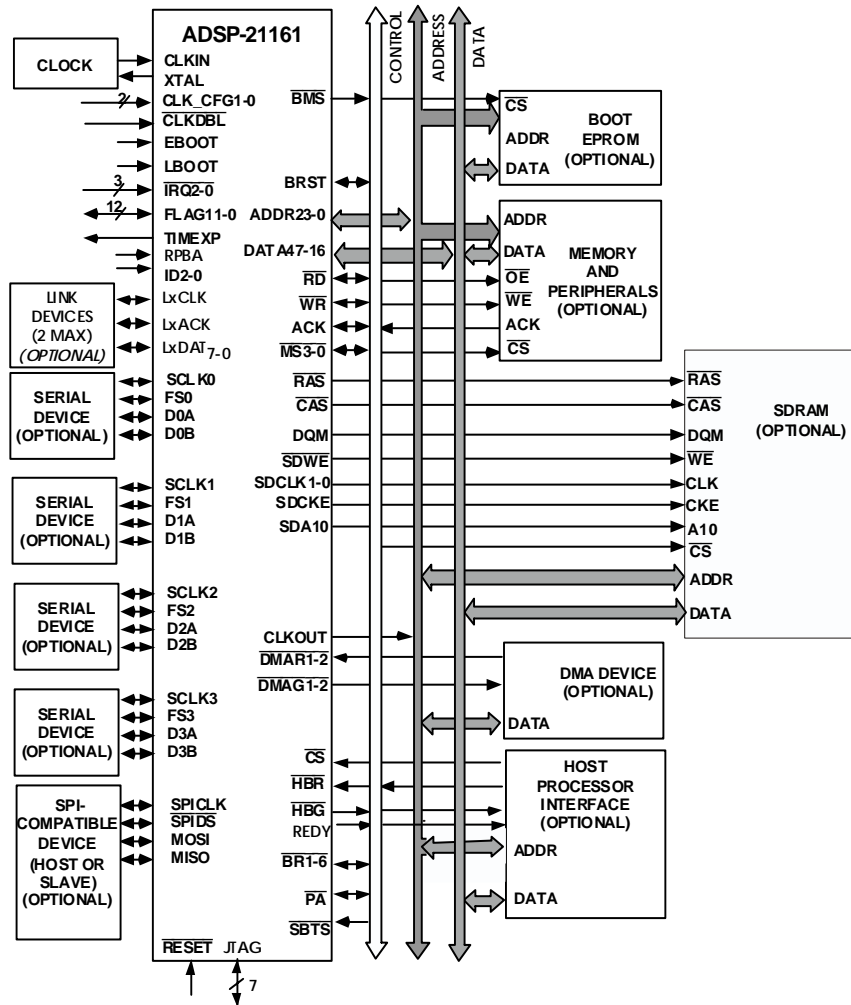 ADSP-21161
CONTROL
ADDRESS
DATA
CLOCK
CLKIN
XTAL
2
CLK_CFG1-0
CLKDBL
EBOOT
LBOOT
3
IRQ2-0
12
FLAG11-0
TIMEXP
RPBA
ID2-0
LINK
DEVICES
(2 MAX)
(OPTIONAL)
LxCLK
LxACK
LxDAT7-0
SERIAL
DEVICE
(OPTIONAL)
SCLK0
FS0
D0A
D0B
SERIAL
DEVICE
(OPTIONAL)
SCLK1
FS1
D1A
D1B
SERIAL
DEVICE
(OPTIONAL)
SCLK2
FS2
D2A
D2B
SERIAL
DEVICE
(OPTIONAL)
SCLK3
FS3
D3A
D3B
SPI-
COMPATIBLE
DEVICE
(HOST OR
SLAVE)
(OPTIONAL)
SPICLK
SPIDS
MOSI
MISO
RESET
JTAG
7
BMS
BRST
ADDR23-0
DATA47-16
RD
WR
ACK
MS3-0
RAS
CAS
DQM
SDWE
SDCLK1-0
SDCKE
SDA10
CLKOUT
DMAR1-2
DMAG1-2
CS
HBR
HBG
REDY
BR1-6
PA
SBTS
CS
ADDR
DATA
BOOT
EPROM
(OPTIONAL)
ADDR
DATA
OE
WE
ACK
CS
MEMORY
AND
PERIPHERALS
(OPTIONAL)
RAS
CAS
DQM
WE
CLK
CKE
A10
CS
ADDR
DATA
SDRAM
(OPTIONAL)
DMA DEVICE
(OPTIONAL)
DATA
HOST
PROCESSOR
INTERFACE
(OPTIONAL)
ADDR
DATA